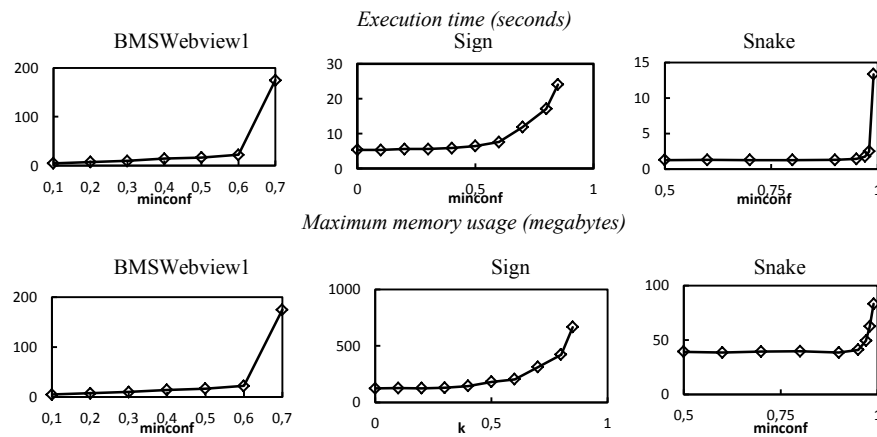 Execution time (seconds)
BMSWebview1 Sign Snake
200
100
0
0,1 0,2 0,3 0,4 0,5 0,6 0,7
minconf
30
20
10
0
0 0,5 1
minconf
15
10
5
0
0,5 0,75 1
minconf
Maximum memory usage (megabytes)
BMSWebview1 Sign Snake
200
100
0
0,1 0,2 0,3 0,4 0,5 0,6 0,7
minconf
1000
500
0
0 0,5 1
k
100
50
0
0,5 0,75 1
minconf